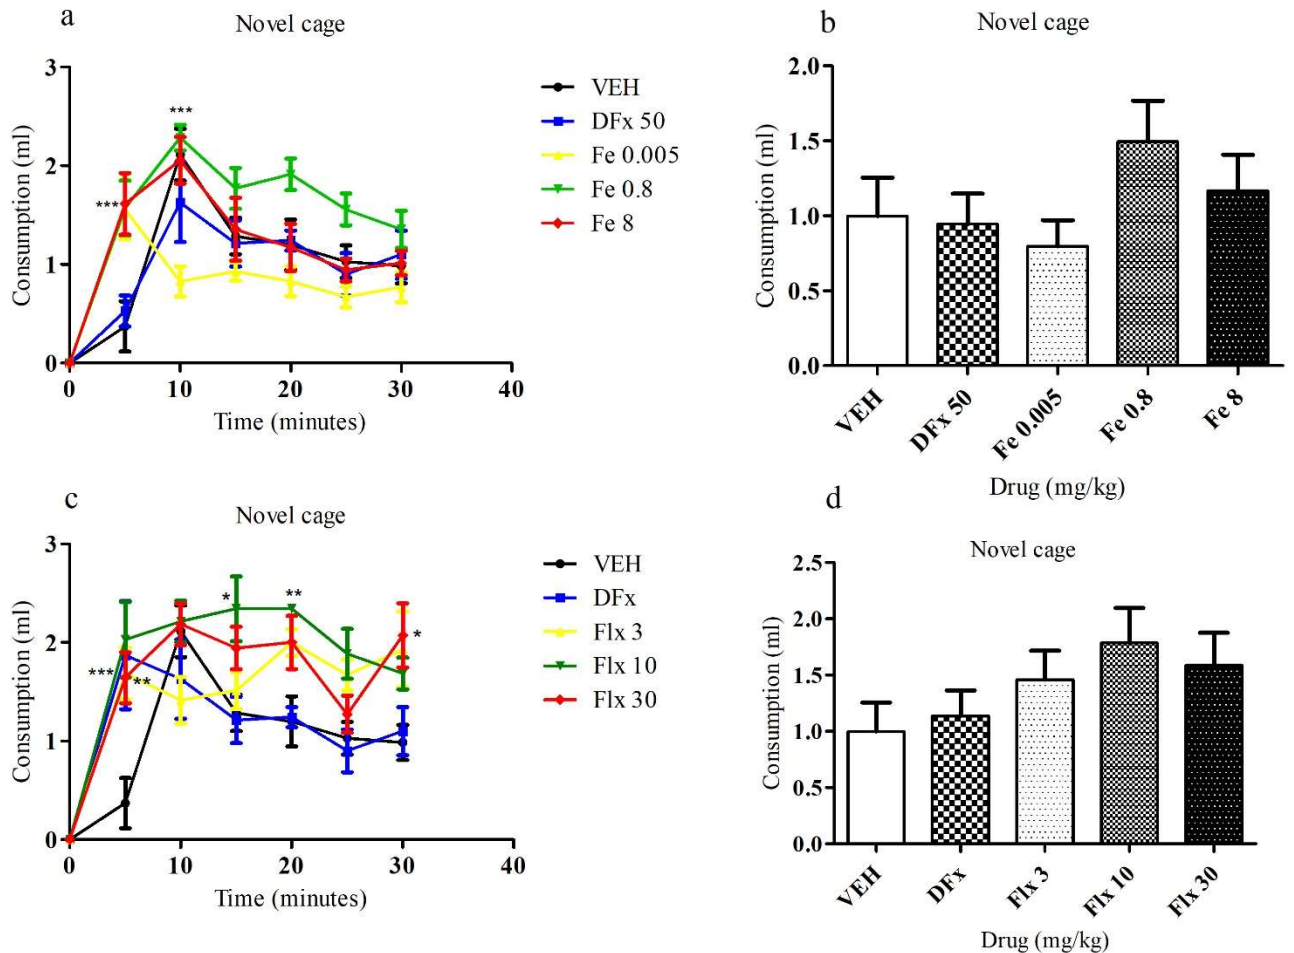 a
Novel cage
3
2
1
0
Consumption (ml)
***
***
0
10
20
30
40
Time (minutes)
VEH
DFx 50
Fe 0.005
Fe 0.8
Fe 8
b
Novel cage
2.0
1.5
1.0
0.5
0.0
Consumption (ml)
VEH
DFx 50
Fe 0.005
Fe 0.8
Fe 8
Drug (mg/kg)
c
Novel cage
3
2
1
0
Consumption (ml)
***
**
*
**
*
0
10
20
30
40
Time (minutes)
VEH
DFx
Flx 3
Flx 10
Flx 30
d
Novel cage
2.5
2.0
1.5
1.0
0.5
0.0
Consumption (ml)
VEH
DFx
Flx 3
Flx 10
Flx 30
Drug (mg/kg)